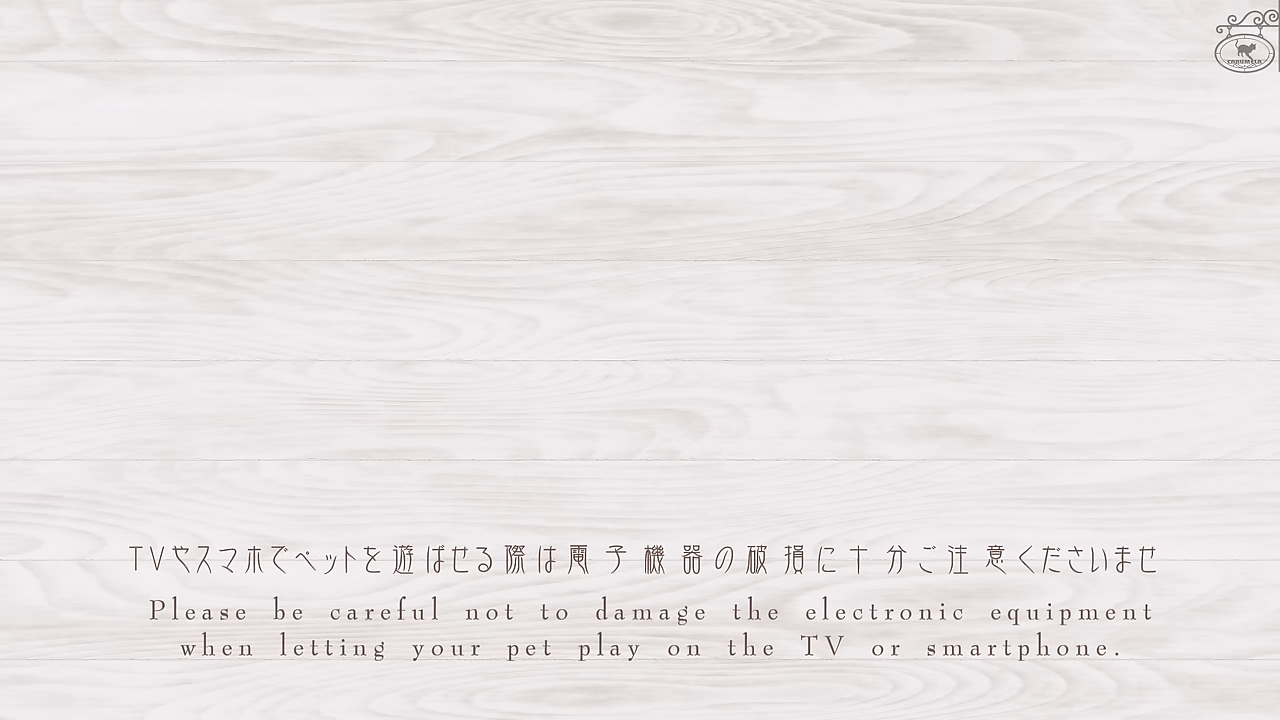 TVやスマホでペットを遊ばせる際は電子機器の破損に十分ご注意くださいませ
Please be careful not to damage the electronic equipment
when letting your pet play on the TV or smartphone.